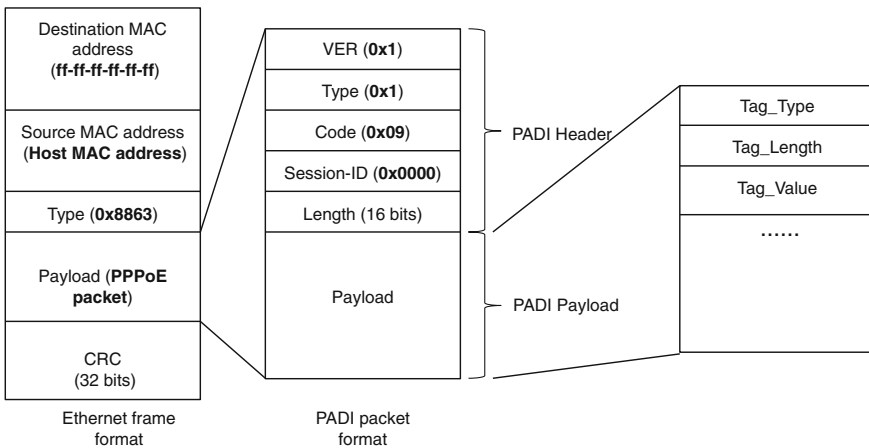 Destination MAC
address
(ff-ff-ff-ff-ff-ff)
Source MAC address
(Host MAC address)
Type (0x8863)
Payload (PPPoE
packet)
CRC
(32 bits)
Ethernet frame
format
VER (0x1)
Type (0x1)
Code (0x09)
Session-ID (0x0000)
Length (16 bits)
Payload
PADI packet
format
PADI Header
PADI Payload
Tag_Type
Tag_Length
Tag_Value
......